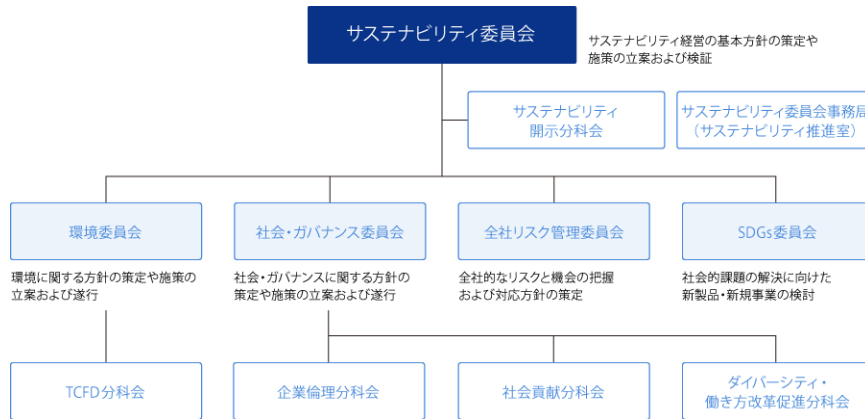 サステナビリティ委員会
サステナビリティ経営の基本方針の策定や
施策の立案および検証
サステナビリティ
開示分科会
サステナビリティ委員会事務局
（サステナビリティ推進室）
環境委員会
社会・ガバナンス委員会
全社リスク管理委員会
SDGs委員会
環境に関する方針の策定や施策の
立案および遂行
社会・ガバナンスに関する方針の
策定や施策の立案および遂行
全社的なリスクと機会の把握
および対応方針の策定
社会的課題の解決に向けた
新製品・新規事業の検討
TCFD分科会
企業倫理分科会
社会貢献分科会
ダイバーシティ・
働き方改革促進分科会